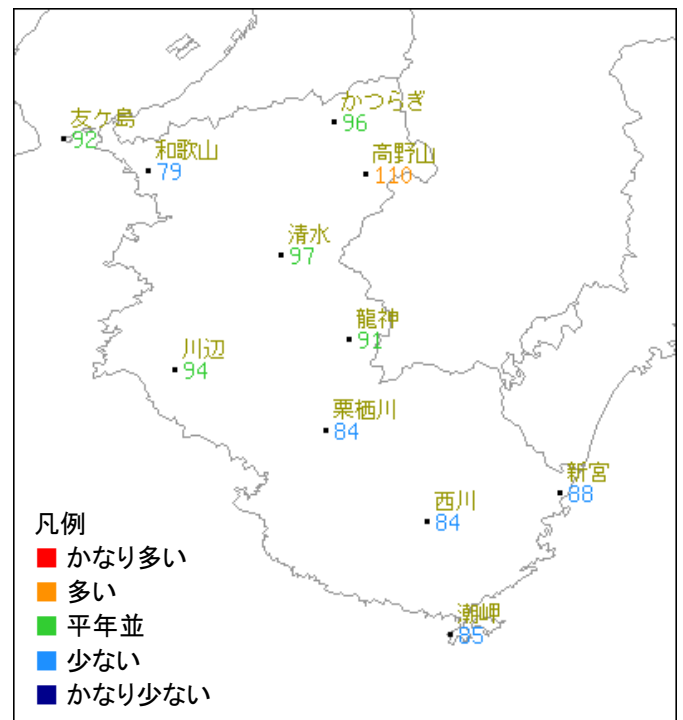 かつらぎ
96
友ケ島
92
和歌山
79
高野山
110
清水
97
龍神
91
川辺
94
栗栖川
84
新宮
88
西川
84
潮岬
85
凡例
かなり多い
多い
平年並
少ない
かなり少ない